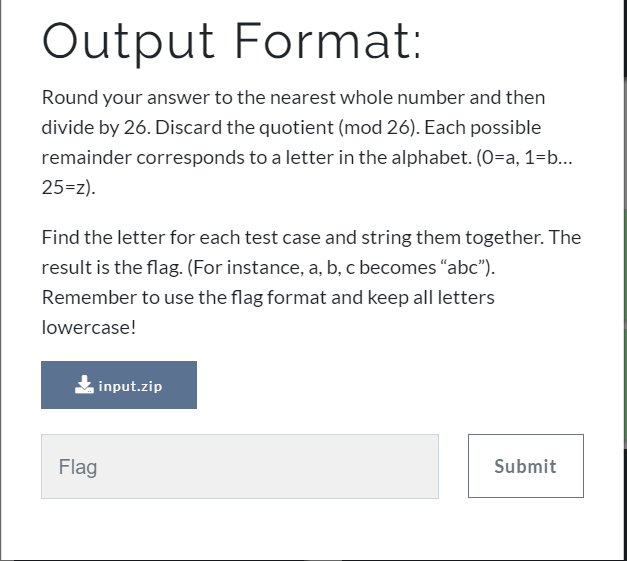 Output Format:
Round your answer to the nearest whole number and then
divide by 26. Discard the quotient (mod 26). Each possible
remainder corresponds to a letter in the alphabet. (0=a, 1=b…
25=z).
Find the letter for each test case and string them together. The
result is the flag. (For instance, a, b, c becomes “abc”).
Remember to use the flag format and keep all letters
lowercase!
input.zip
Flag
Submit